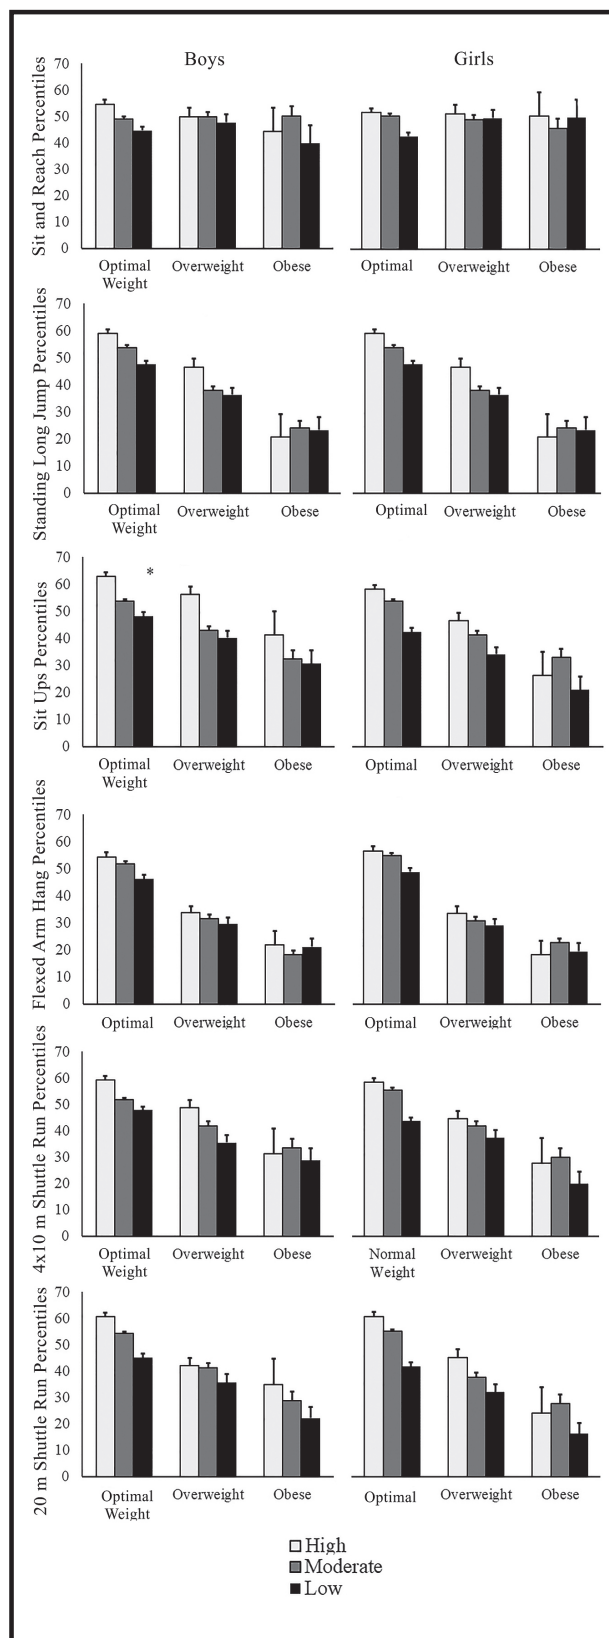 Boys Girls
Sit and Reach Percentiles
70
60
50
40
30
20
10
0
Optimal Overweight Obese Optimal Overweight Obese
Weight
Standing Long Jump Percentiles
70
60
50
40
30
20
10
0
Optimal Overweight Obese Optimal Overweight Obese
Weight
Sit Ups Percentiles
70
60
50
40
30
20
10
0
*
Optimal Overweight Obese Optimal Overweight Obese
Weight
Flexed Arm Hang Percentiles
70
60
50
40
30
20
10
0
Optimal Overweight Obese Optimal Overweight Obese
4x10 m Shuttle Run Percentiles
70
60
50
40
30
20
10
0
Optimal Overweight Obese Normal Overweight Obese
Weight Weight
20 m Shuttle Run Percentiles
70
60
50
40
30
20
10
0
Optimal Overweight Obese Optimal Overweight Obese
Weight
High
Moderate
Low